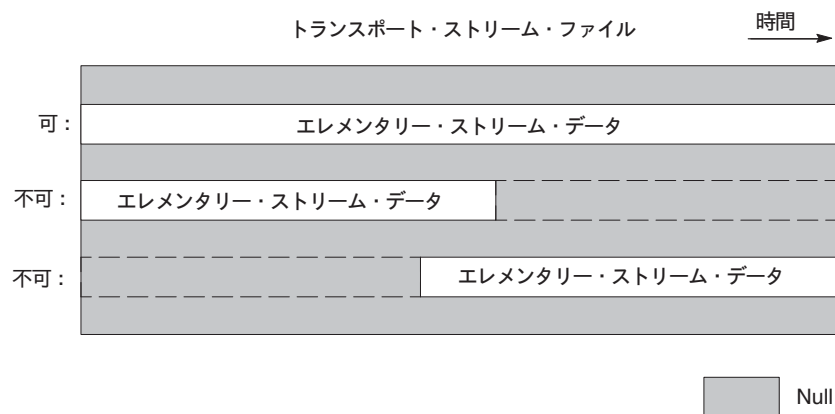 トランスポート・ストリーム・ファイル
時間
可：
エレメンタリー・ストリーム・データ
不可：
エレメンタリー・ストリーム・データ
不可：
エレメンタリー・ストリーム・データ
Null